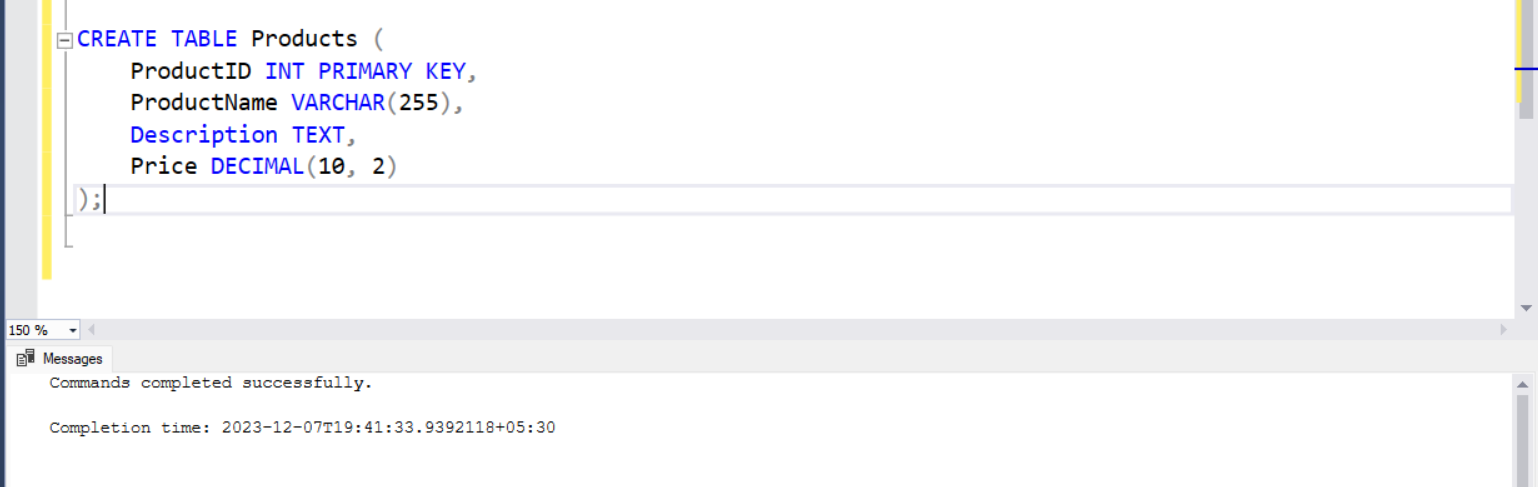 CREATE TABLE Products (
ProductID INT PRIMARY KEY,
ProductName VARCHAR(255),
Description TEXT,
Price DECIMAL(10, 2)
);
150 %
Messages
Commands completed successfully.
Completion time: 2023-12-07T19:41:33.9392118+05:30